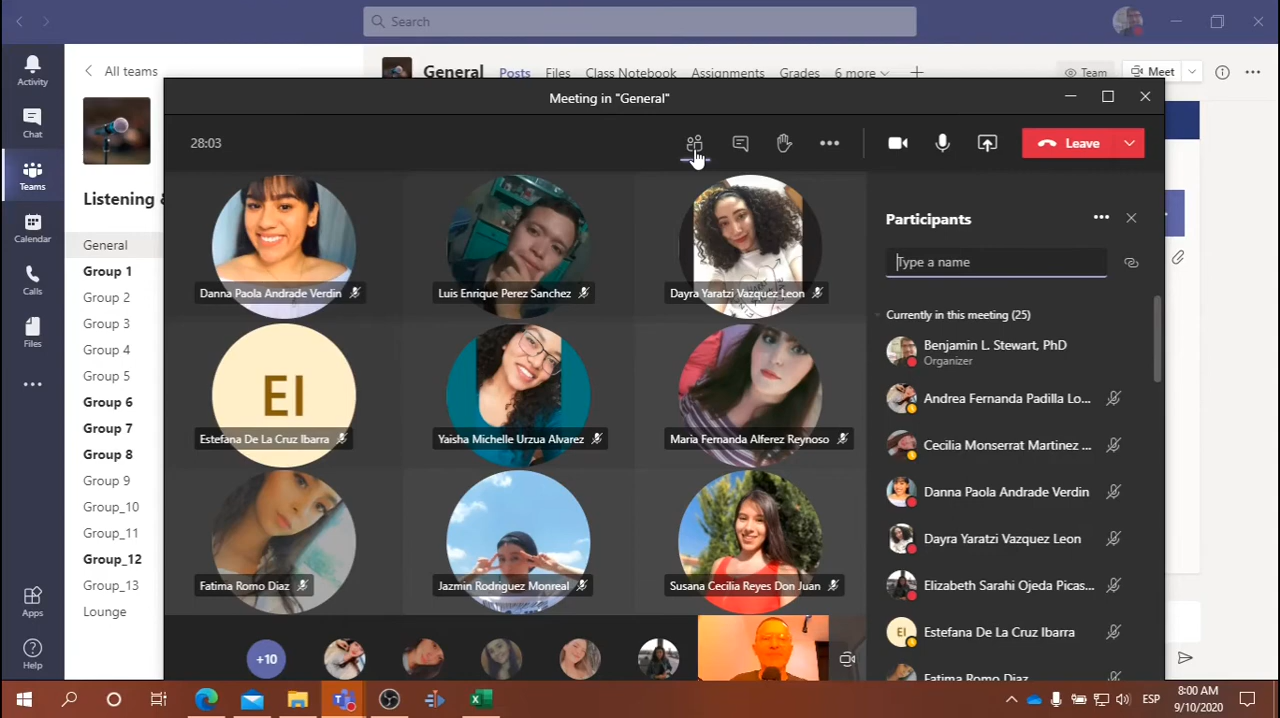 Search
Activity
Chat
Teams
Calendar
Calls
Files
Apps
Help
All teams
Listening &
General
Group 1
Group 2
Group 3
Group 4
Group 5
Group 6
Group 7
Group 8
Group 9
Group_10
Group_11
Group_12
Group_13
Lounge
General Posts Files Class Notebook Assignments Grades 6 more
Team Meet
Meeting in "General"
28:03
Leave
Danna Paola Andrade Verdin
Luis Enrique Perez Sanchez
Dayra Yaratzi Vazquez Leon
EI
Estefana De La Cruz Ibarra
Yaisha Michelle Urzua Alvarez
Maria Fernanda Alferez Reynoso
Fatima Romo Diaz
Jazmin Rodriguez Monreal
Susana Cecilia Reyes Don Juan
+10
Participants
Type a name
Currently in this meeting (25)
Benjamin L. Stewart, PhD
Organizer
Andrea Fernanda Padilla Lo...
Cecilia Monserrat Martinez ...
Danna Paola Andrade Verdin
Dayra Yaratzi Vazquez Leon
Elizabeth Sarahi Ojeda Picas...
EI
Estefana De La Cruz Ibarra
Fatima Romo Diaz
ESP
8:00 AM
9/10/2020